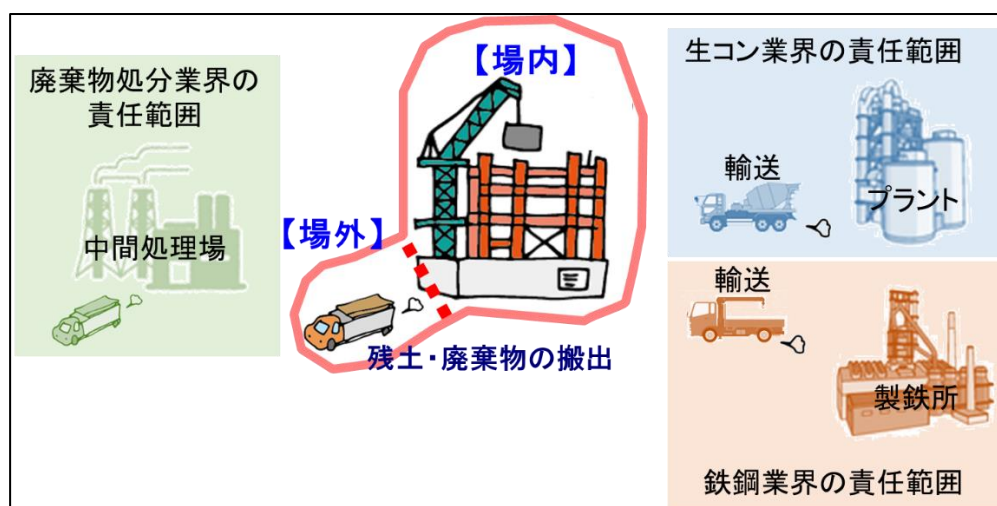 廃棄物処分業界の
責任範囲
中間処理場
【場内】
【場外】
残土・廃棄物の搬出
生コン業界の責任範囲
輸送
プラント
輸送
製鉄所
鉄鋼業界の責任範囲